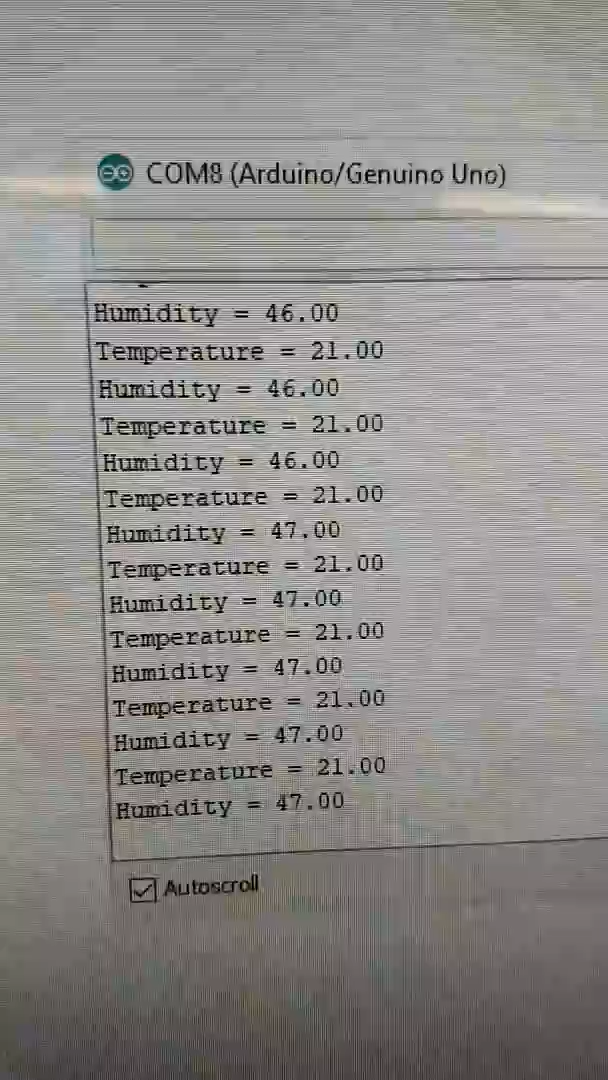 COM8 (Arduino/Genuino Uno)
Humidity = 46.00
Temperature = 21.00
Humidity = 46.00
Temperature = 21.00
Humidity = 46.00
Temperature = 21.00
Humidity = 47.00
Temperature = 21.00
Humidity = 47.00
Temperature = 21.00
Humidity = 47.00
Temperature = 21.00
Humidity = 47.00
Temperature = 21.00
Humidity = 47.00
Autoscroll